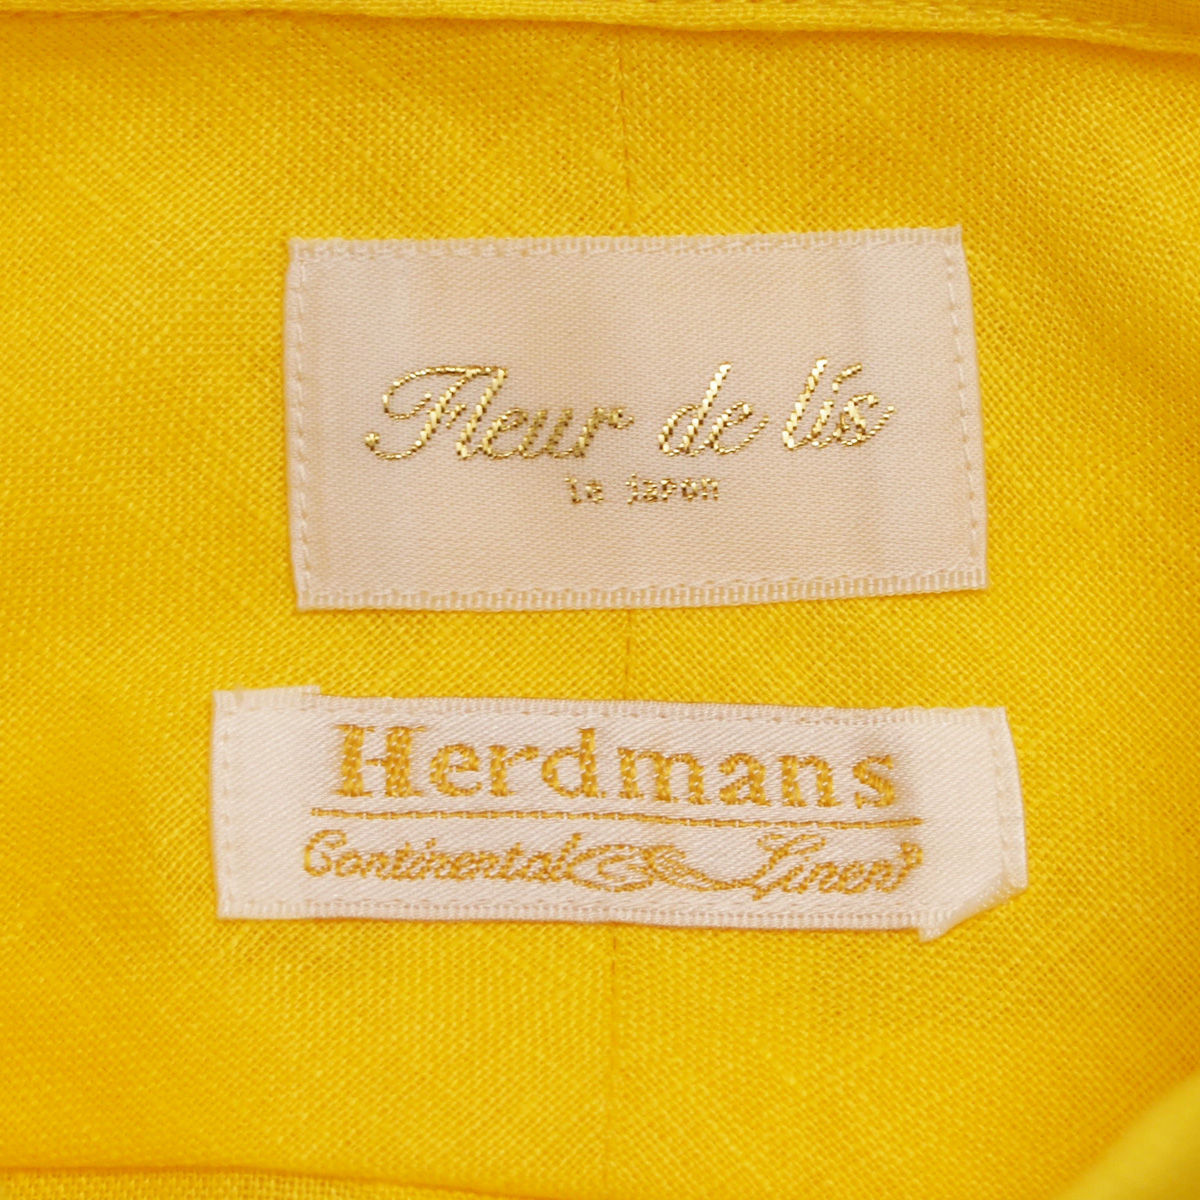 Fleur de lis
le japon
Herdmans
Continental Linen